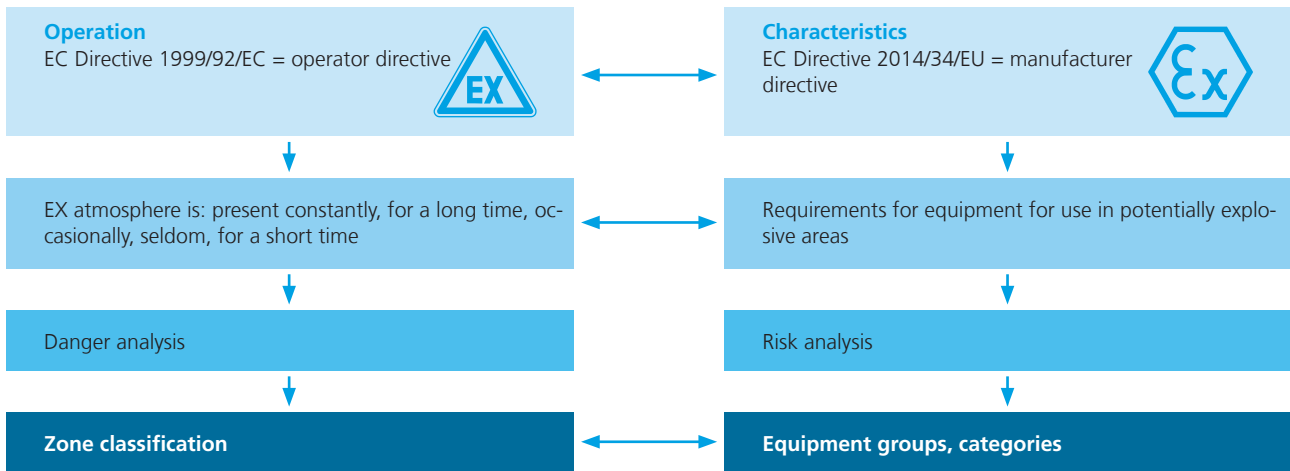 Operation
EC Directive 1999/92/EC = operator directive
EX
Characteristics
EC Directive 2014/34/EU = manufacturer
directive
Ex
EX atmosphere is: present constantly, for a long time, oc-
casionally, seldom, for a short time
Requirements for equipment for use in potentially explo-
sive areas
Danger analysis
Risk analysis
Zone classification
Equipment groups, categories